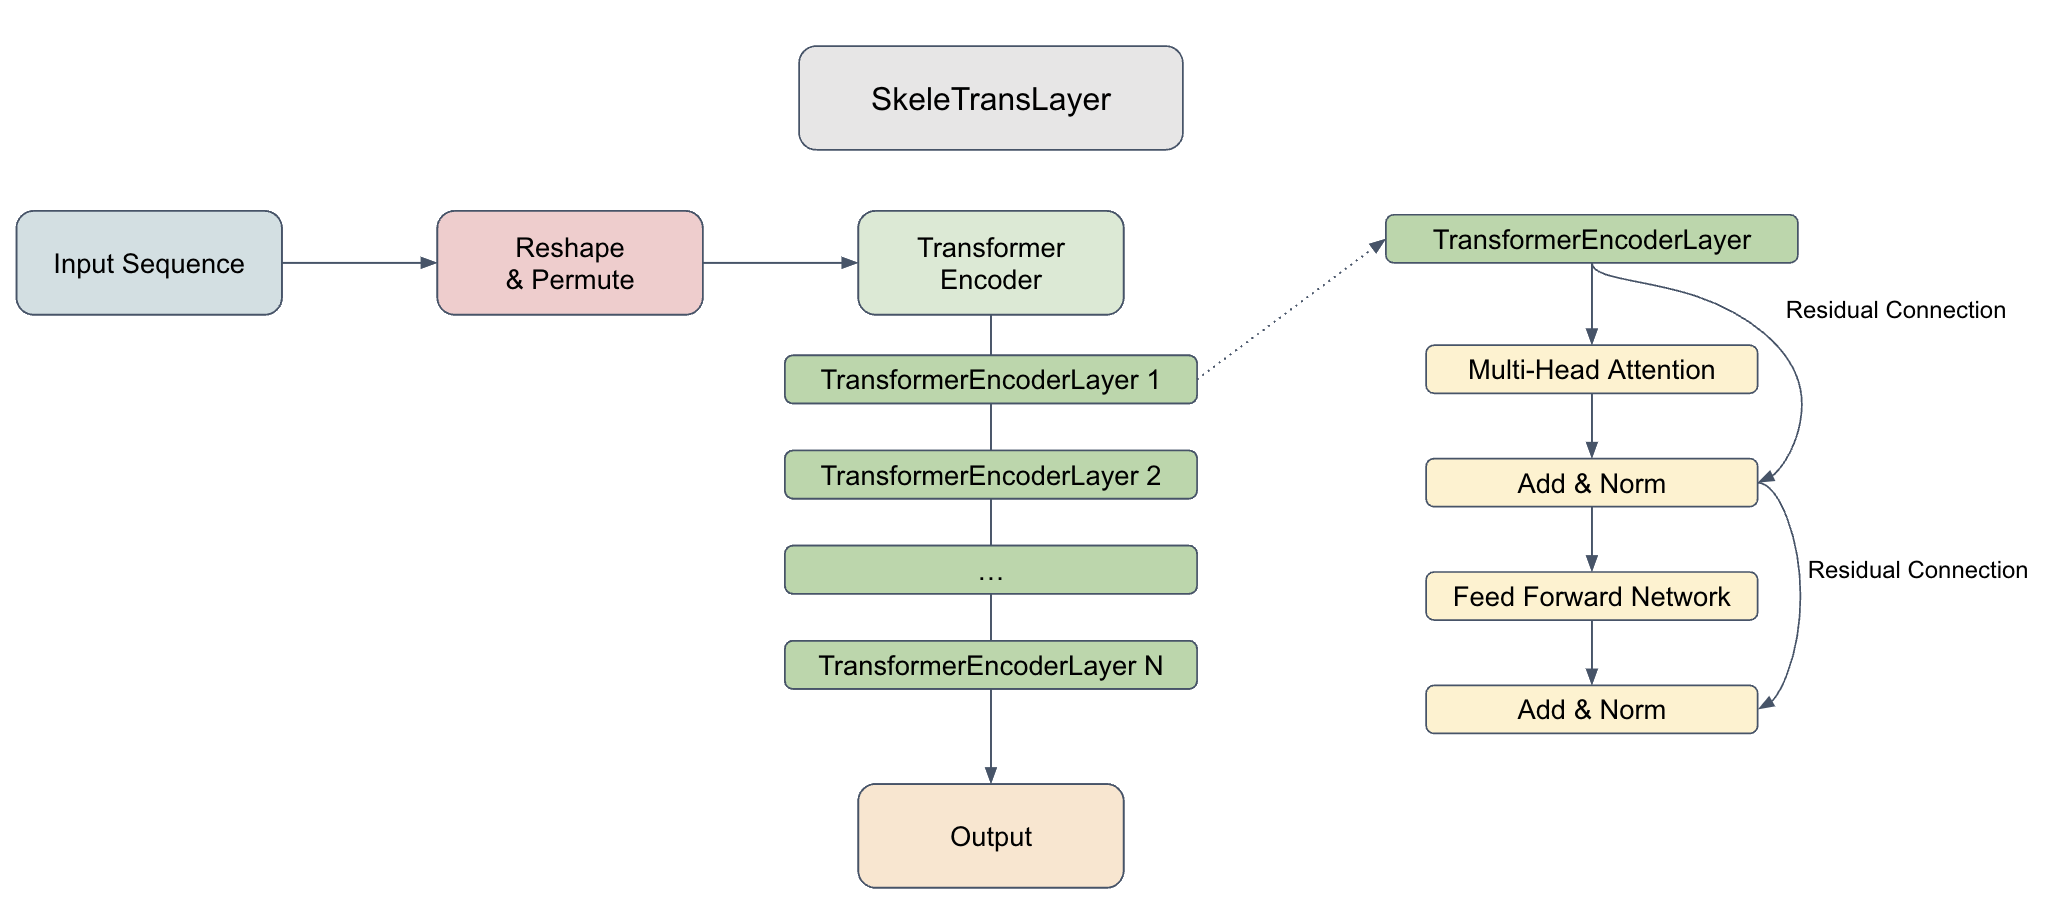 SkeleTransLayer
Input Sequence
Reshape
& Permute
Transformer
Encoder
TransformerEncoderLayer 1
TransformerEncoderLayer 2
...
TransformerEncoderLayer N
Output
TransformerEncoderLayer
Residual Connection
Multi-Head Attention
Add & Norm
Residual Connection
Feed Forward Network
Add & Norm